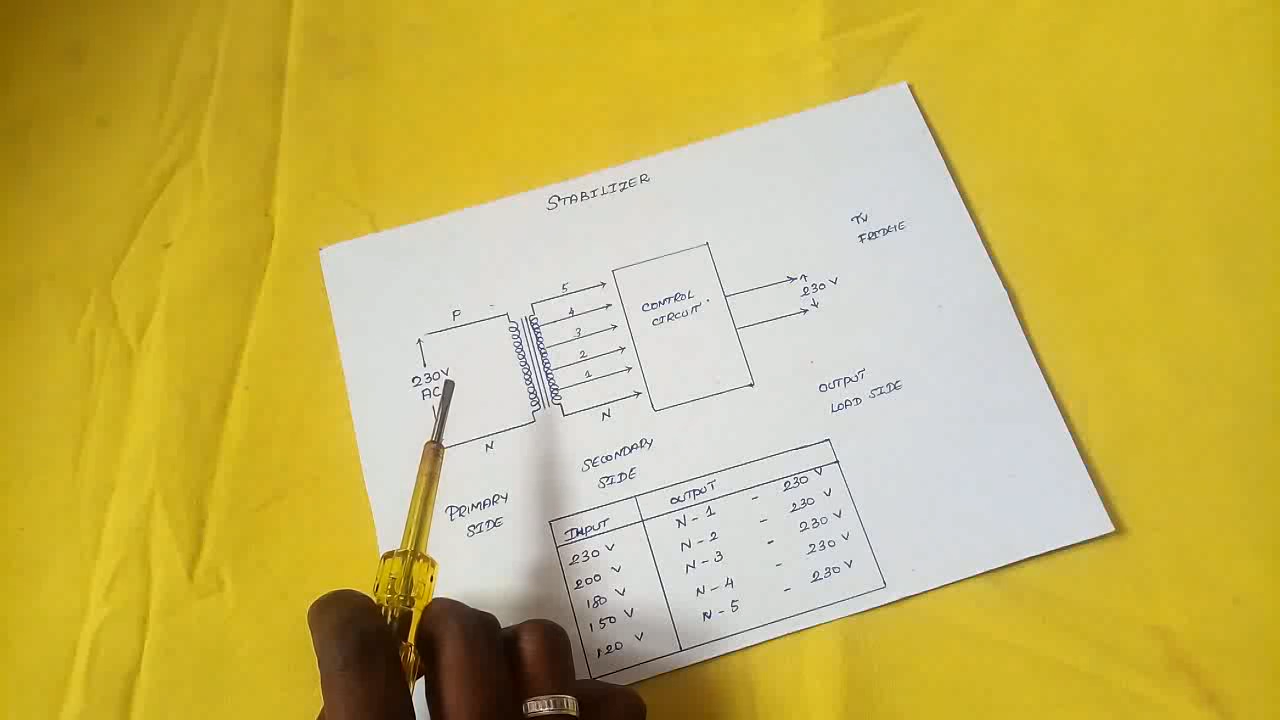 STABILIZER
TV
FRIDGE
P
230V
AC
N
5
4
3
2
1
N
CONTROL
CIRCUIT
230 V
PRIMARY
SIDE
SECONDARY
SIDE
OUTPUT
LOAD SIDE
INPUT OUTPUT
230 V N-1 - 230 V
200 V N-2 - 230 V
180 V N-3 - 230 V
150 V N-4 - 230 V
120 V N-5 - 230 V